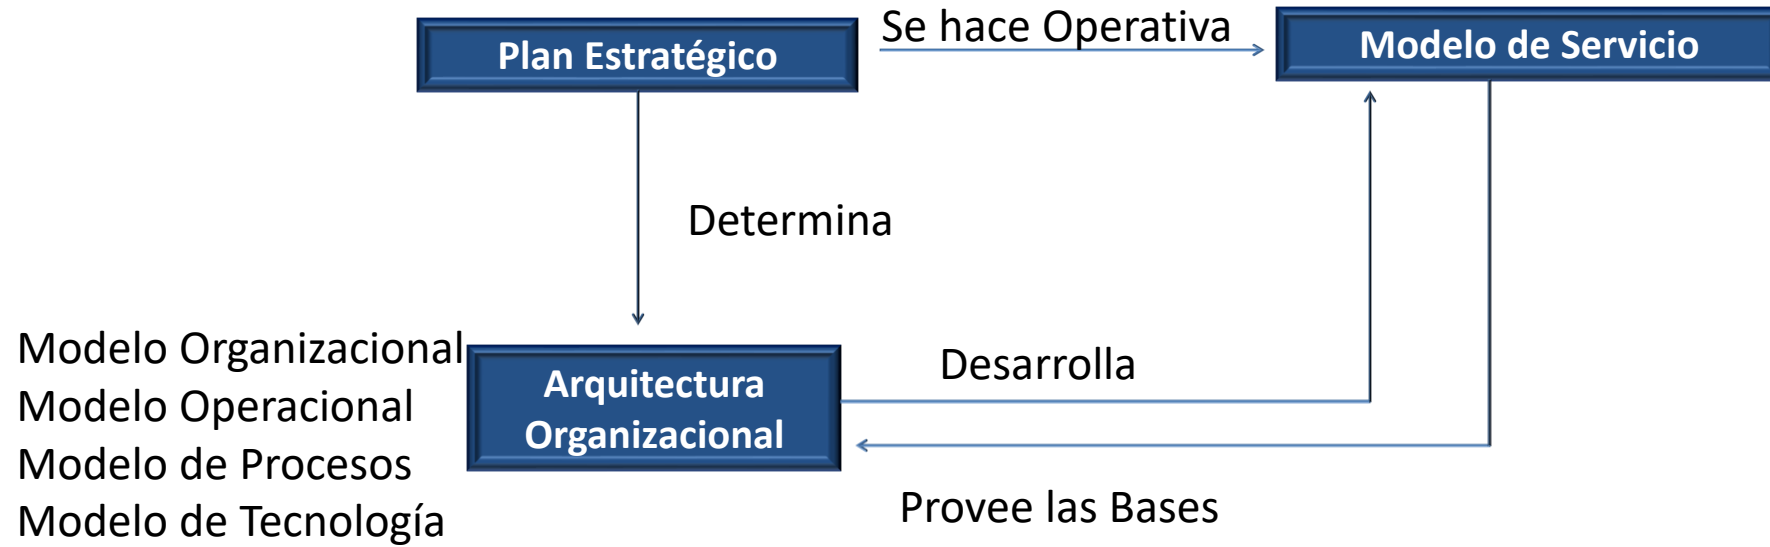 Se hace Operativa
Plan Estratégico
Modelo de Servicio
Determina
Modelo Organizacional
Modelo Operacional
Modelo de Procesos
Modelo de Tecnología
Arquitectura
Organizacional
Desarrolla
Provee las Bases